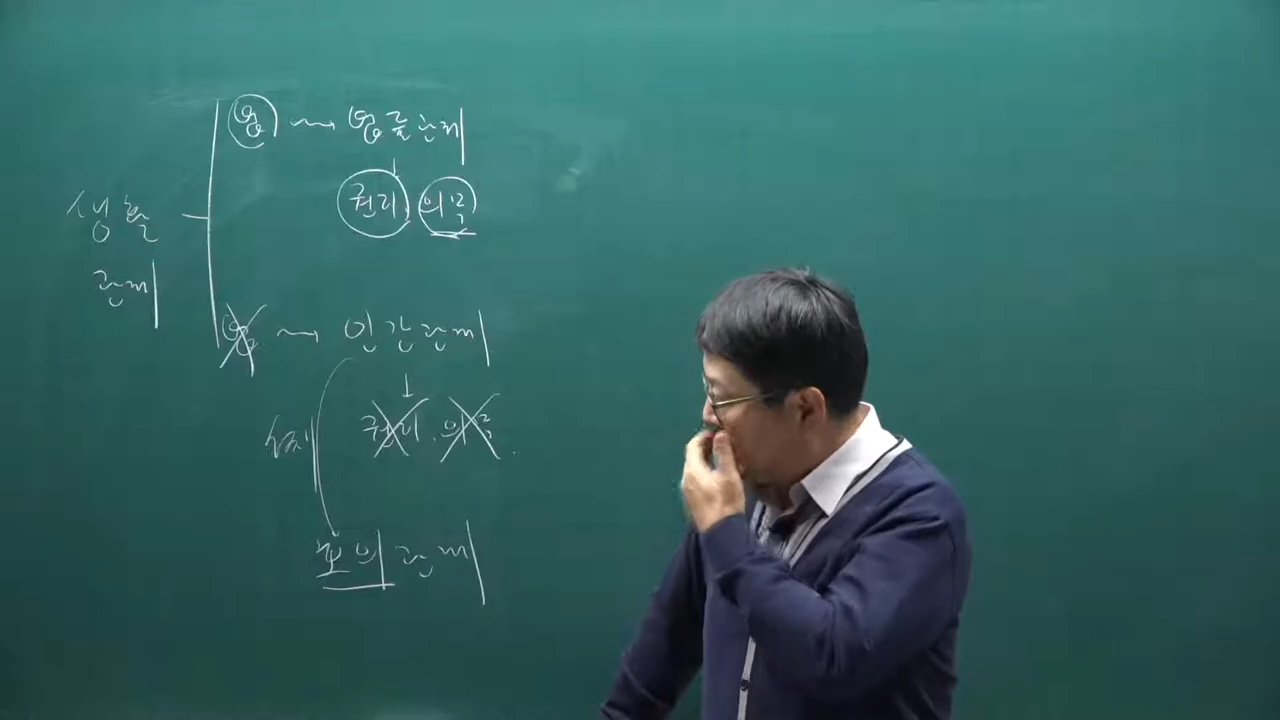 법 → 법률관계
권리 의무
생활
관계
법 → 인간관계
권리, 의무
예)
호의관계